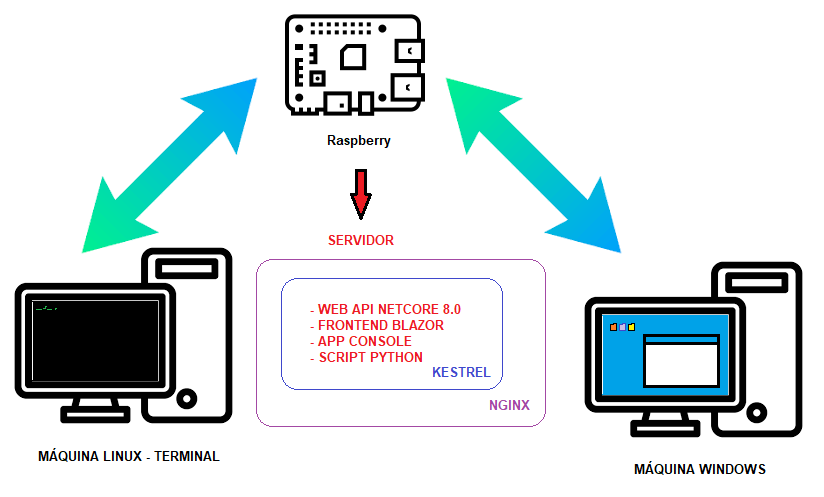 Raspberry
SERVIDOR
- WEB API NETCORE 8.0
- FRONTEND BLAZOR
- APP CONSOLE
- SCRIPT PYTHON
KESTREL
NGINX
MÁQUINA LINUX - TERMINAL
MÁQUINA WINDOWS